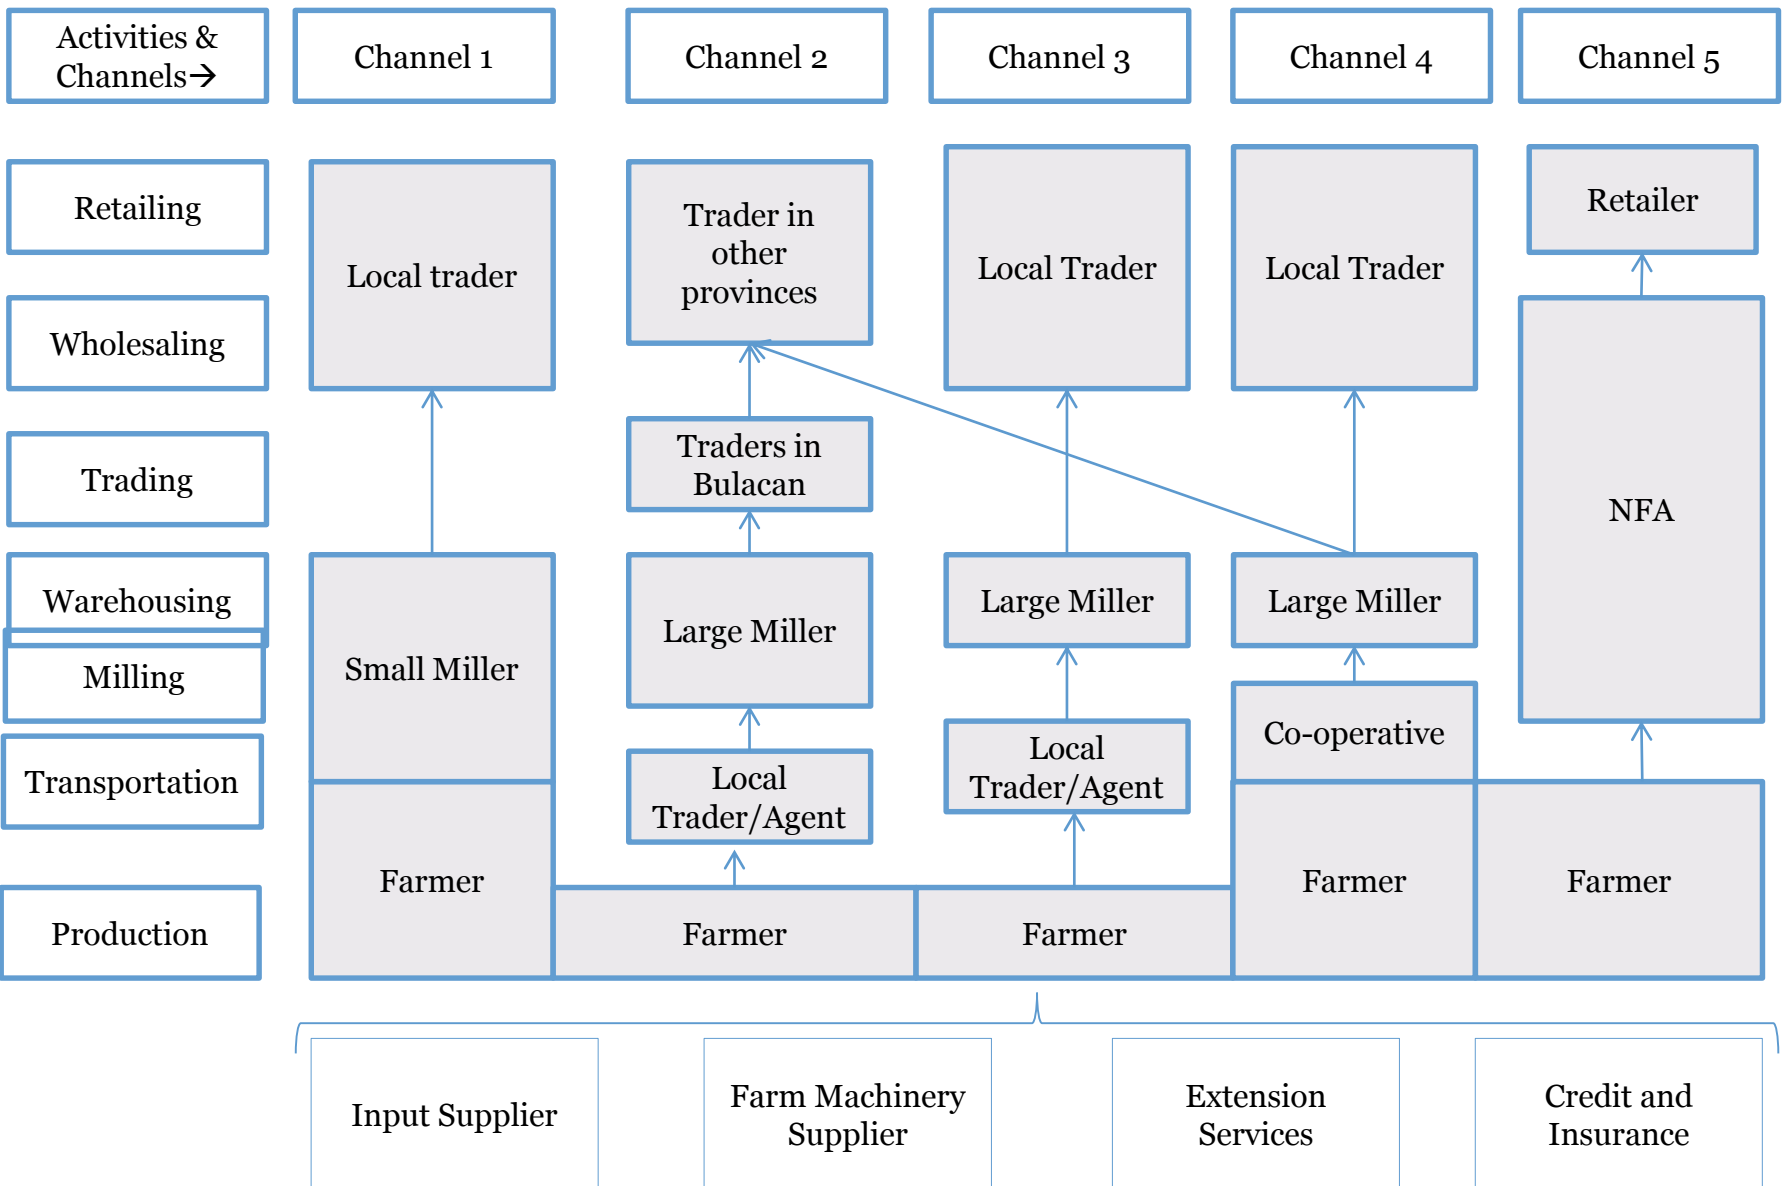 Activities &
Channels→
Channel 1
Channel 2
Channel 3
Channel 4
Channel 5
Retailing
Wholesaling
Trading
Warehousing
Milling
Transportation
Production
Local trader
Small Miller
Farmer
Trader in
other
provinces
Traders in
Bulacan
Large Miller
Local
Trader/Agent
Farmer
Local Trader
Large Miller
Local
Trader/Agent
Farmer
Local Trader
Large Miller
Co-operative
Farmer
Retailer
NFA
Farmer
Input Supplier
Farm Machinery
Supplier
Extension
Services
Credit and
Insurance